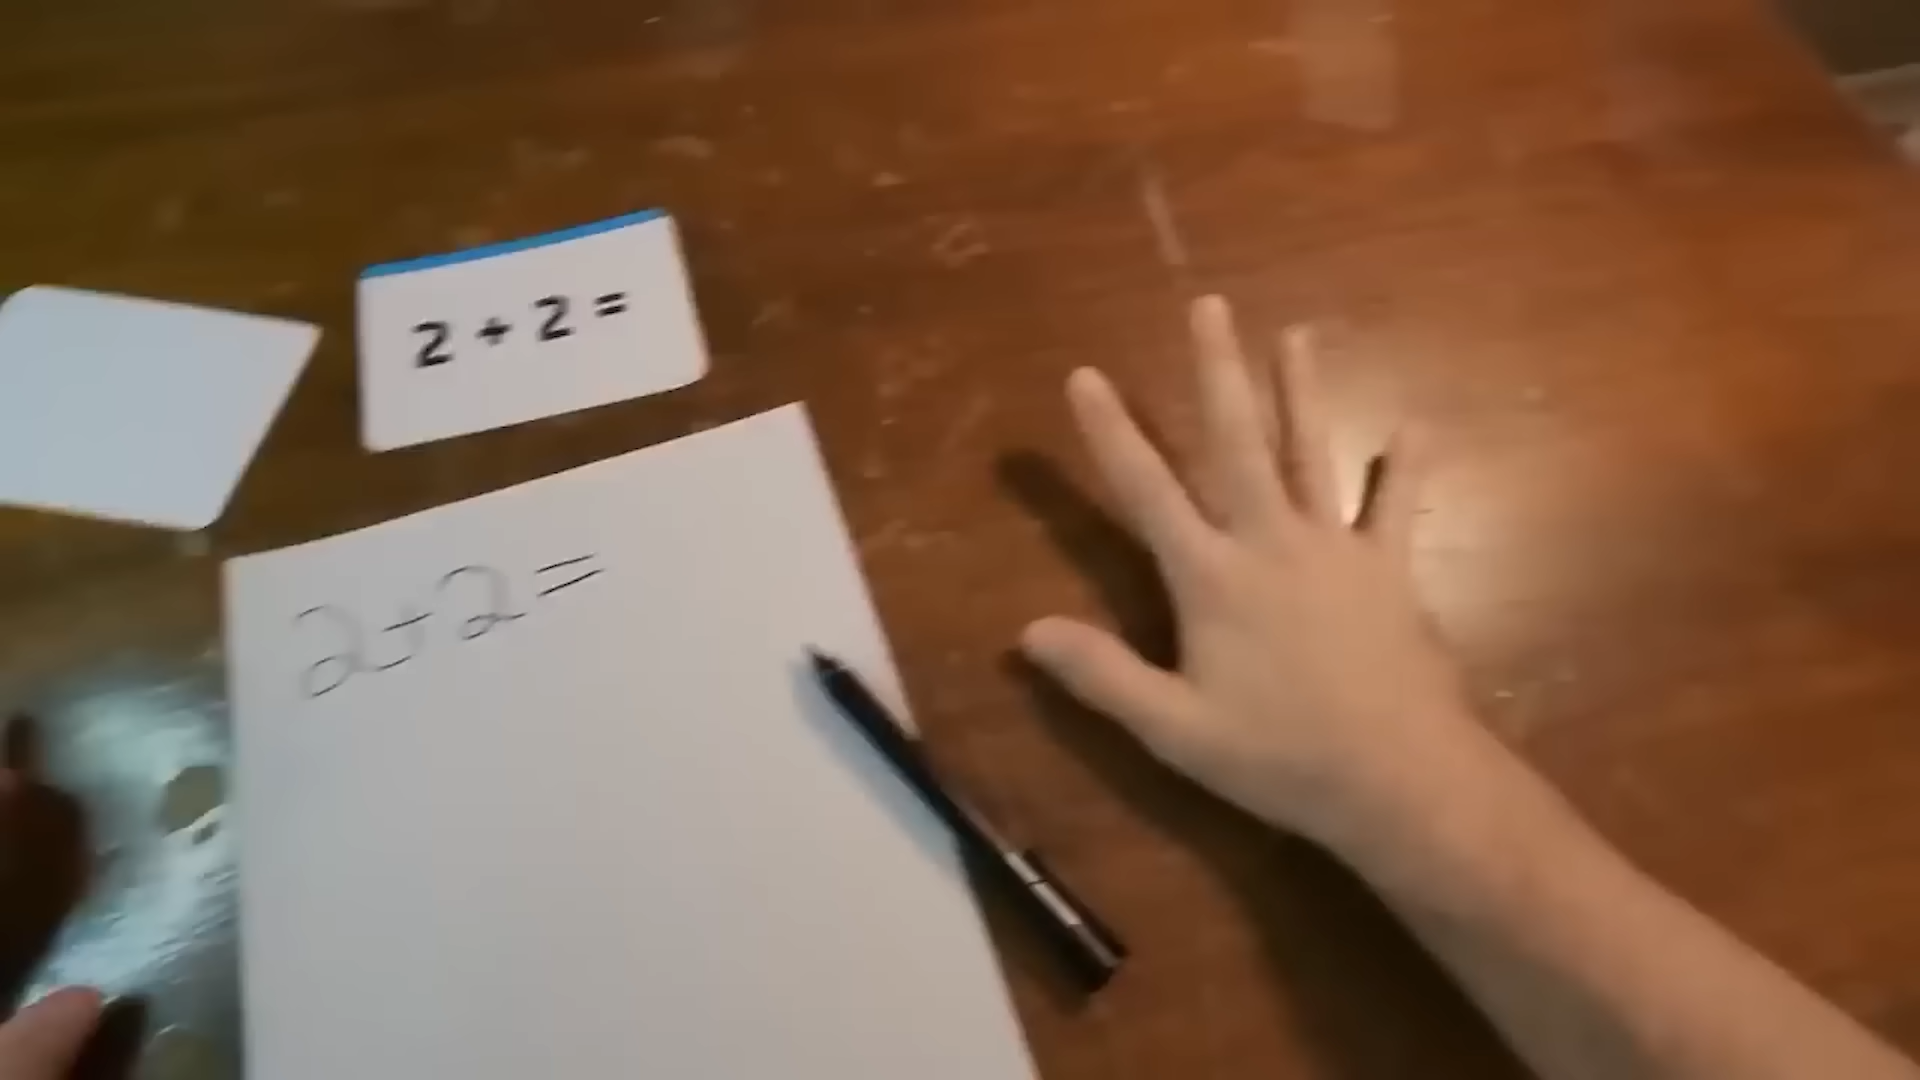 2 + 2 =
2+2=